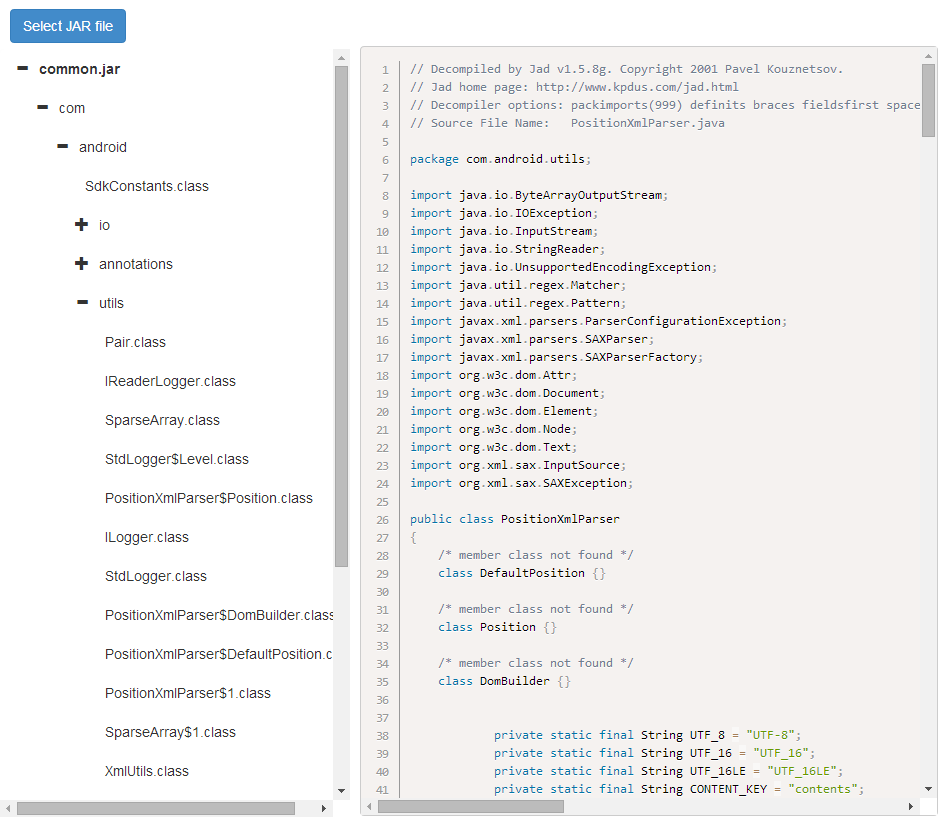 Select JAR file
common.jar
com
android
SdkConstants.class
io
annotations
utils
Pair.class
IReaderLogger.class
SparseArray.class
StdLogger$Level.class
PositionXmlParser$Position.class
ILogger.class
StdLogger.class
PositionXmlParser$DomBuilder.class
PositionXmlParser$DefaultPosition.c
PositionXmlParser$1.class
SparseArray$1.class
XmlUtils.class
1 // Decompiled by Jad v1.5.8g. Copyright 2001 Pavel Kouznetsov.
2 // Jad home page: http://www.kpdus.com/jad.html
3 // Decompiler options: packimports(999) definits braces fieldsfirst space
4 // Source File Name:   PositionXmlParser.java
5
6 package com.android.utils;
7
8 import java.io.ByteArrayOutputStream;
9 import java.io.IOException;
10 import java.io.InputStream;
11 import java.io.StringReader;
12 import java.io.UnsupportedEncodingException;
13 import java.util.regex.Matcher;
14 import java.util.regex.Pattern;
15 import javax.xml.parsers.ParserConfigurationException;
16 import javax.xml.parsers.SAXParser;
17 import javax.xml.parsers.SAXParserFactory;
18 import org.w3c.dom.Attr;
19 import org.w3c.dom.Document;
20 import org.w3c.dom.Element;
21 import org.w3c.dom.Node;
22 import org.w3c.dom.Text;
23 import org.xml.sax.InputSource;
24 import org.xml.sax.SAXException;
25
26 public class PositionXmlParser
27 {
28     /* member class not found */
29     class DefaultPosition {}
30
31     /* member class not found */
32     class Position {}
33
34     /* member class not found */
35     class DomBuilder {}
36
37
38             private static final String UTF_8 = "UTF-8";
39             private static final String UTF_16 = "UTF_16";
40             private static final String UTF_16LE = "UTF_16LE";
41             private static final String CONTENT_KEY = "contents";